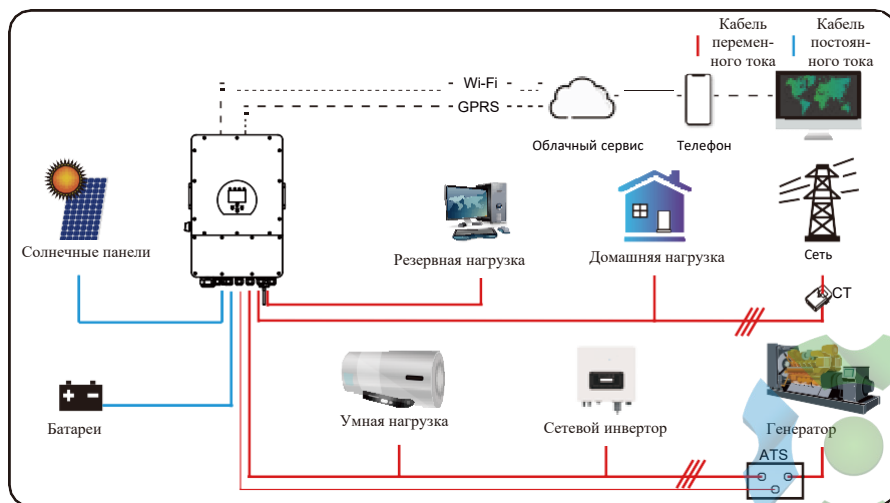 Кабель
перемен-
ного тока
Кабель
постоян-
ного тока
Wi-Fi
GPRS
Облачный сервис
Телефон
Солнечные панели
Резервная нагрузка
Домашняя нагрузка
Сеть
CT
Батареи
Умная нагрузка
Сетевой инвертор
Генератор
ATS